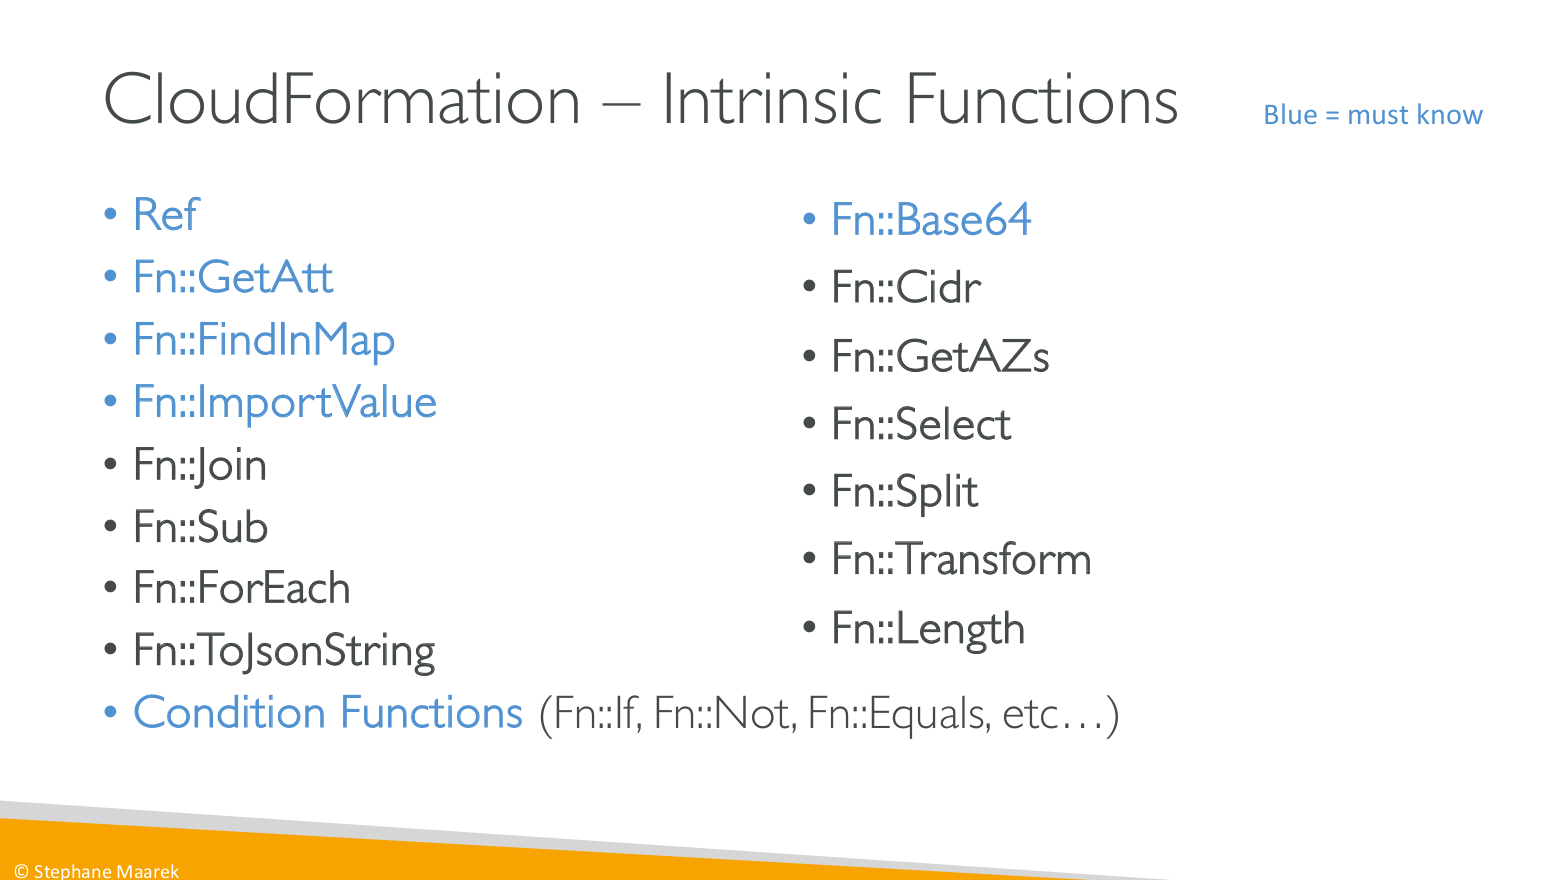 CloudFormation – Intrinsic Functions
Blue = must know
• Ref
• Fn::GetAtt
• Fn::FindInMap
• Fn::ImportValue
• Fn::Join
• Fn::Sub
• Fn::ForEach
• Fn::ToJsonString
• Condition Functions (Fn::If, Fn::Not, Fn::Equals, etc…)
• Fn::Base64
• Fn::Cidr
• Fn::GetAZs
• Fn::Select
• Fn::Split
• Fn::Transform
• Fn::Length
© Stephane Maarek